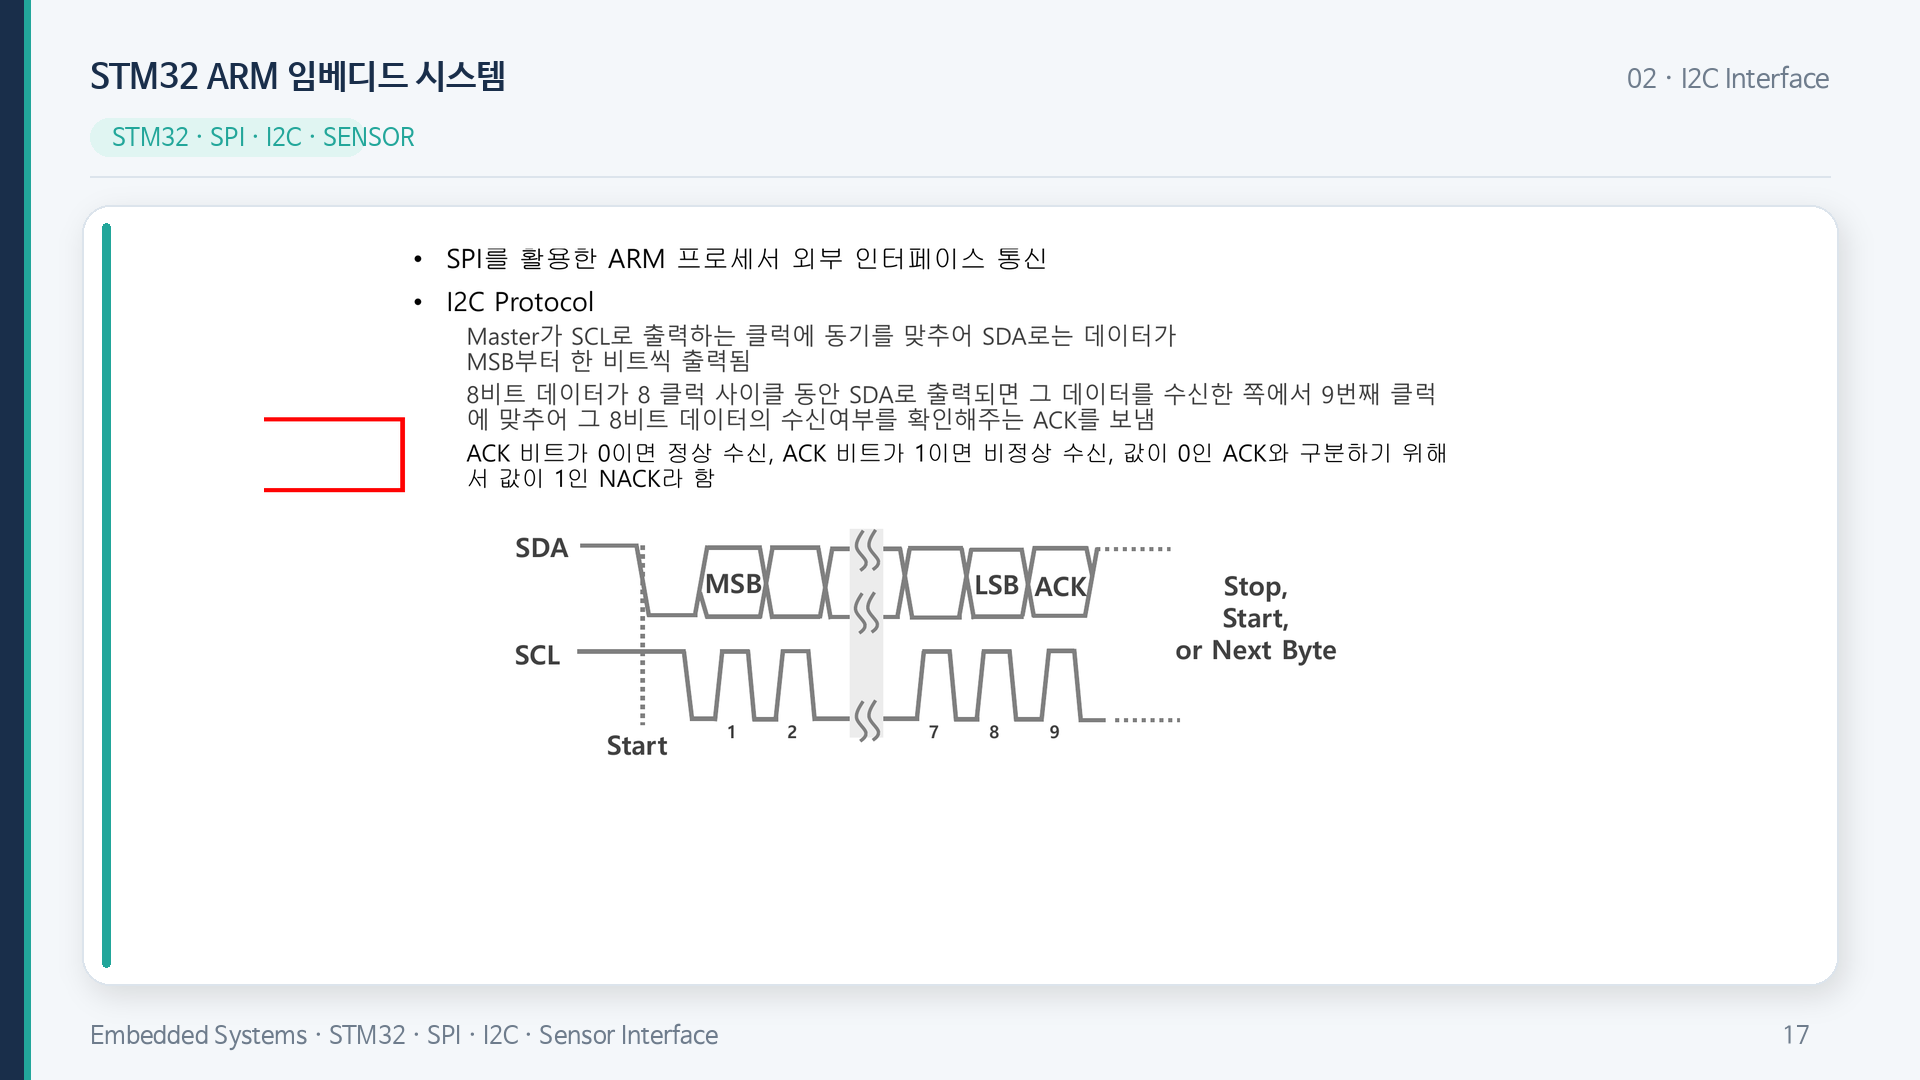 STM32 ARM 임베디드 시스템
02 · I2C Interface
STM32 · SPI · I2C · SENSOR
• SPI를 활용한 ARM 프로세서 외부 인터페이스 통신
• I2C Protocol
Master가 SCL로 출력하는 클럭에 동기를 맞추어 SDA로는 데이터가
MSB부터 한 비트씩 출력됨
8비트 데이터가 8 클럭 사이클 동안 SDA로 출력되면 그 데이터를 수신한 쪽에서 9번째 클럭
에 맞추어 그 8비트 데이터의 수신여부를 확인해주는 ACK를 보냄
ACK 비트가 0이면 정상 수신, ACK 비트가 1이면 비정상 수신, 값이 0인 ACK와 구분하기 위해
서 값이 1인 NACK라 함
SDA
MSB
LSB
ACK
Stop,
Start,
or Next Byte
SCL
1 2 7 8 9
Start
Embedded Systems · STM32 · SPI · I2C · Sensor Interface
17